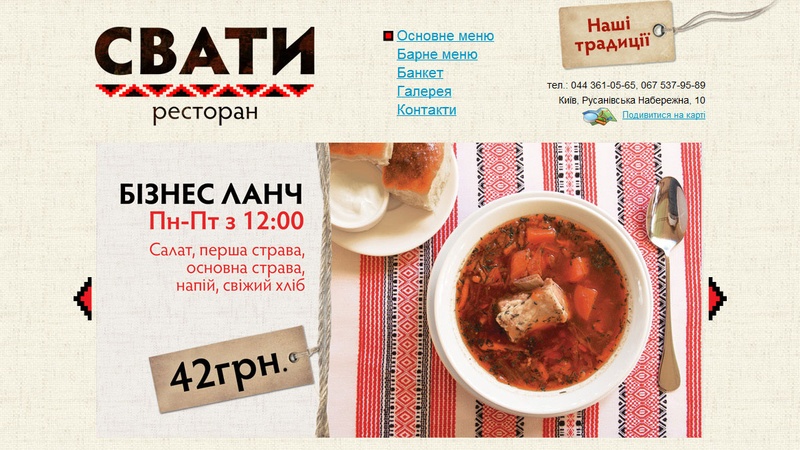 СВАТИ
ресторан
Основне меню
Барне меню
Банкет
Галерея
Контакти
Наші
традиції
тел.: 044 361-05-65, 067 537-95-89
Київ, Русанівська Набережна, 10
Подивитися на карті
БІЗНЕС ЛАНЧ
Пн-Пт з 12:00
Салат, перша страва,
основна страва,
напій, свіжий хліб
42грн.